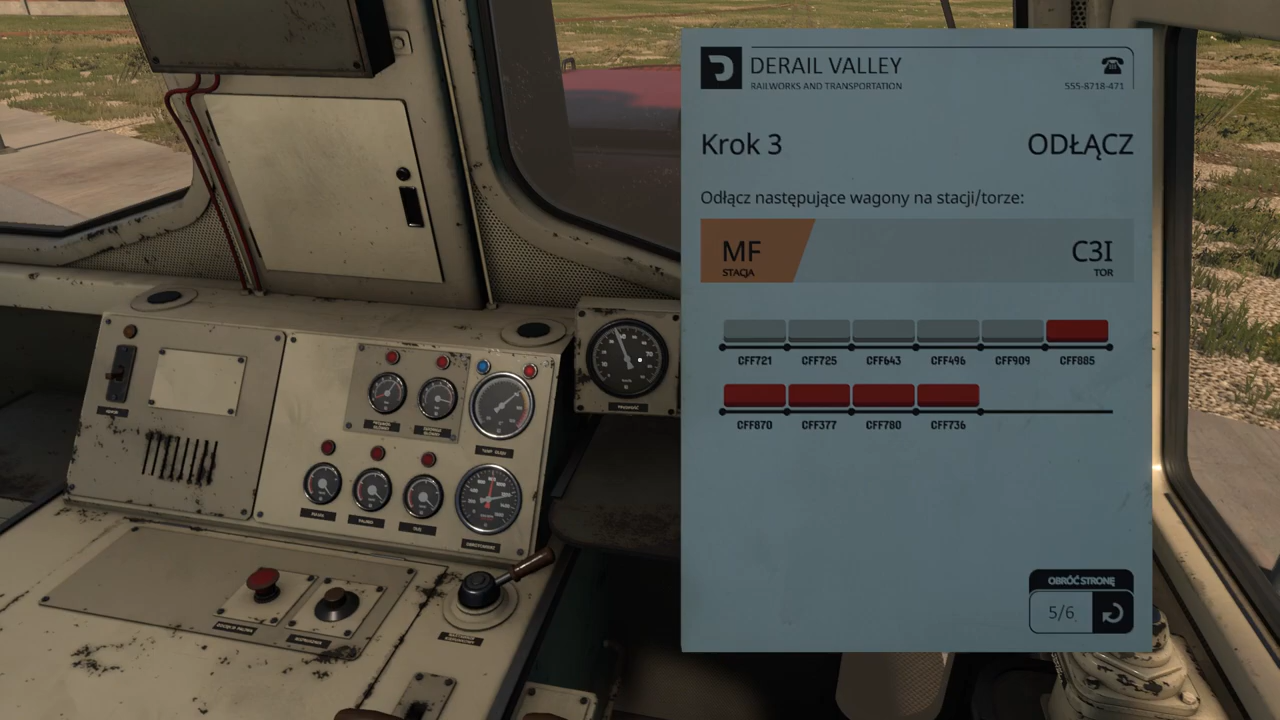 DERAIL VALLEY
RAILWORKS AND TRANSPORTATION
555-8718-471
Krok 3
ODŁĄCZ
Odłącz następujące wagony na stacji/torze:
MF
STACJA
C3I
TOR
CFF721 CFF725 CFF643 CFF496 CFF909 CFF885
CFF870 CFF377 CFF780 CFF736
OBRÓĆ STRONĘ
5/6